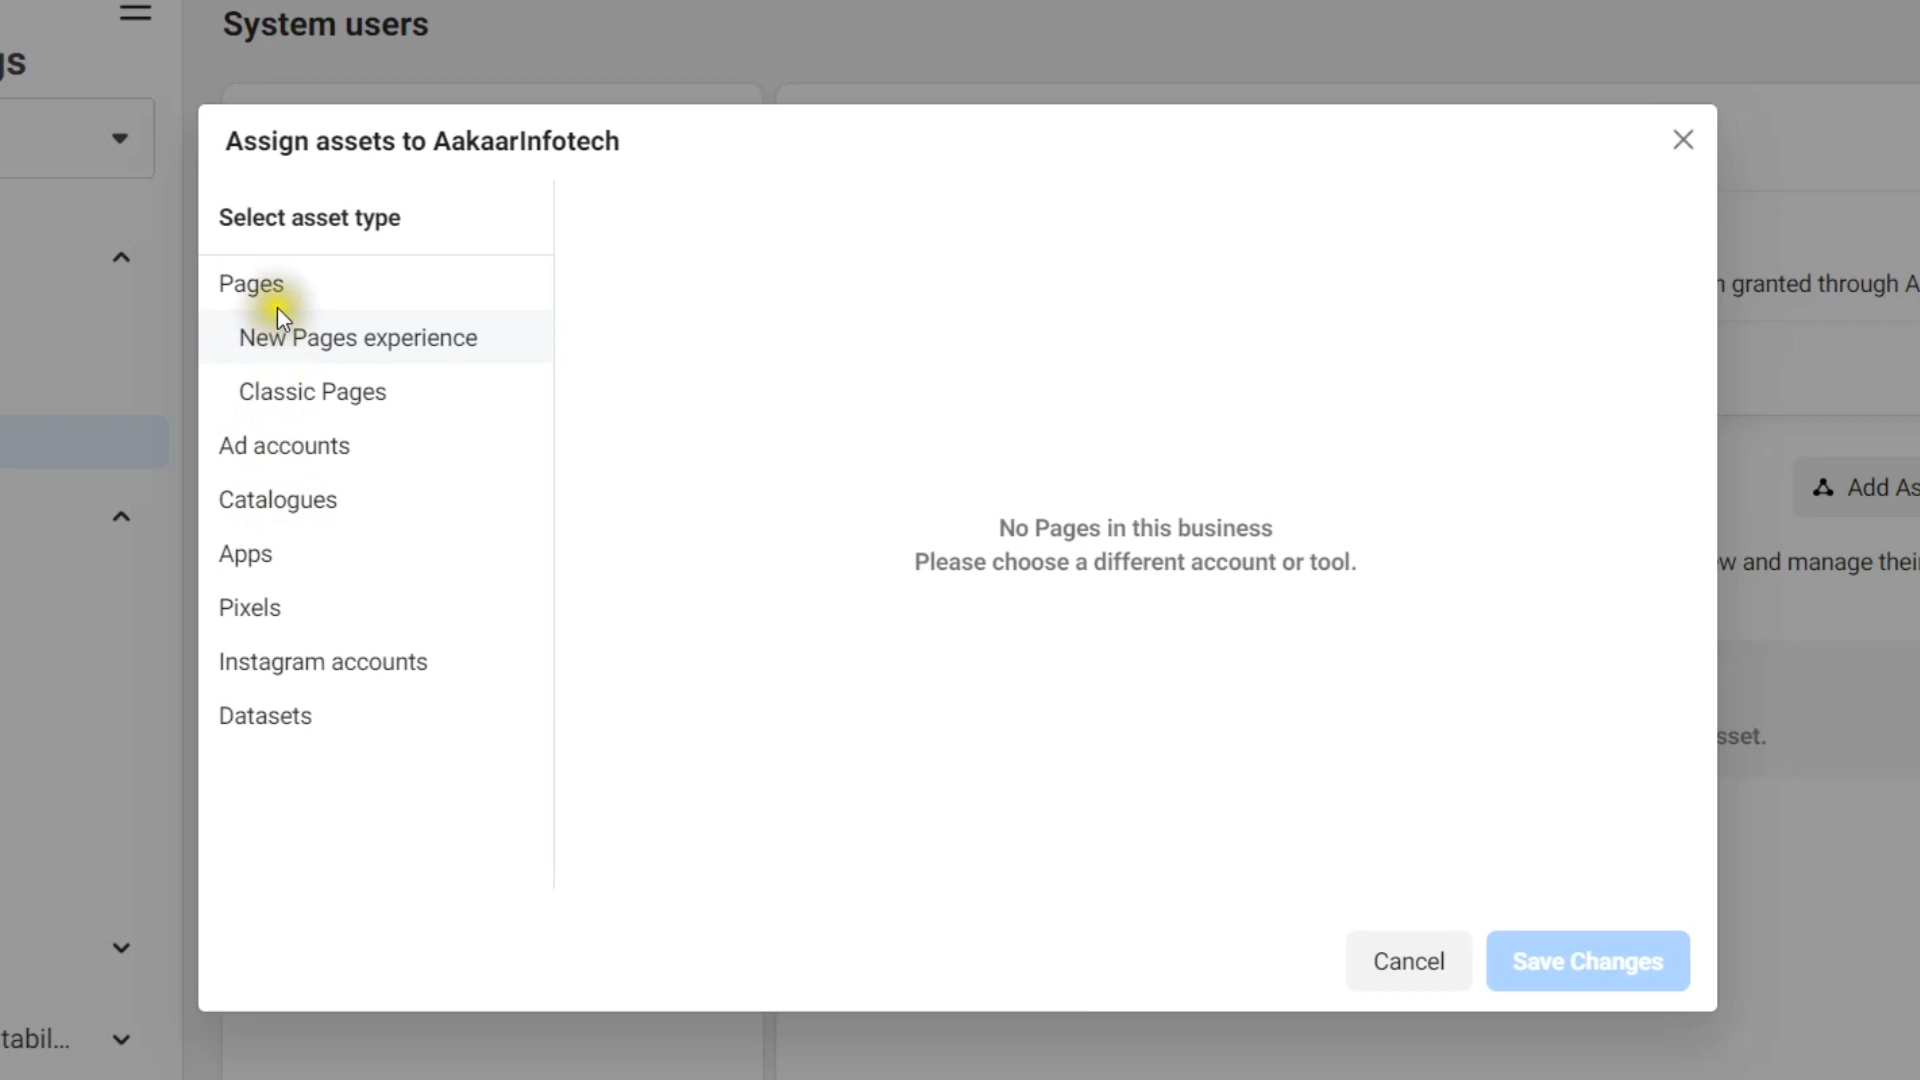 System users
gs
Assign assets to AakaarInfotech
Select asset type
Pages
New Pages experience
Classic Pages
Ad accounts
Catalogues
Apps
Pixels
Instagram accounts
Datasets
No Pages in this business
Please choose a different account or tool.
granted through A
Add As
w and manage their
sset.
Cancel
Save Changes
tabil...